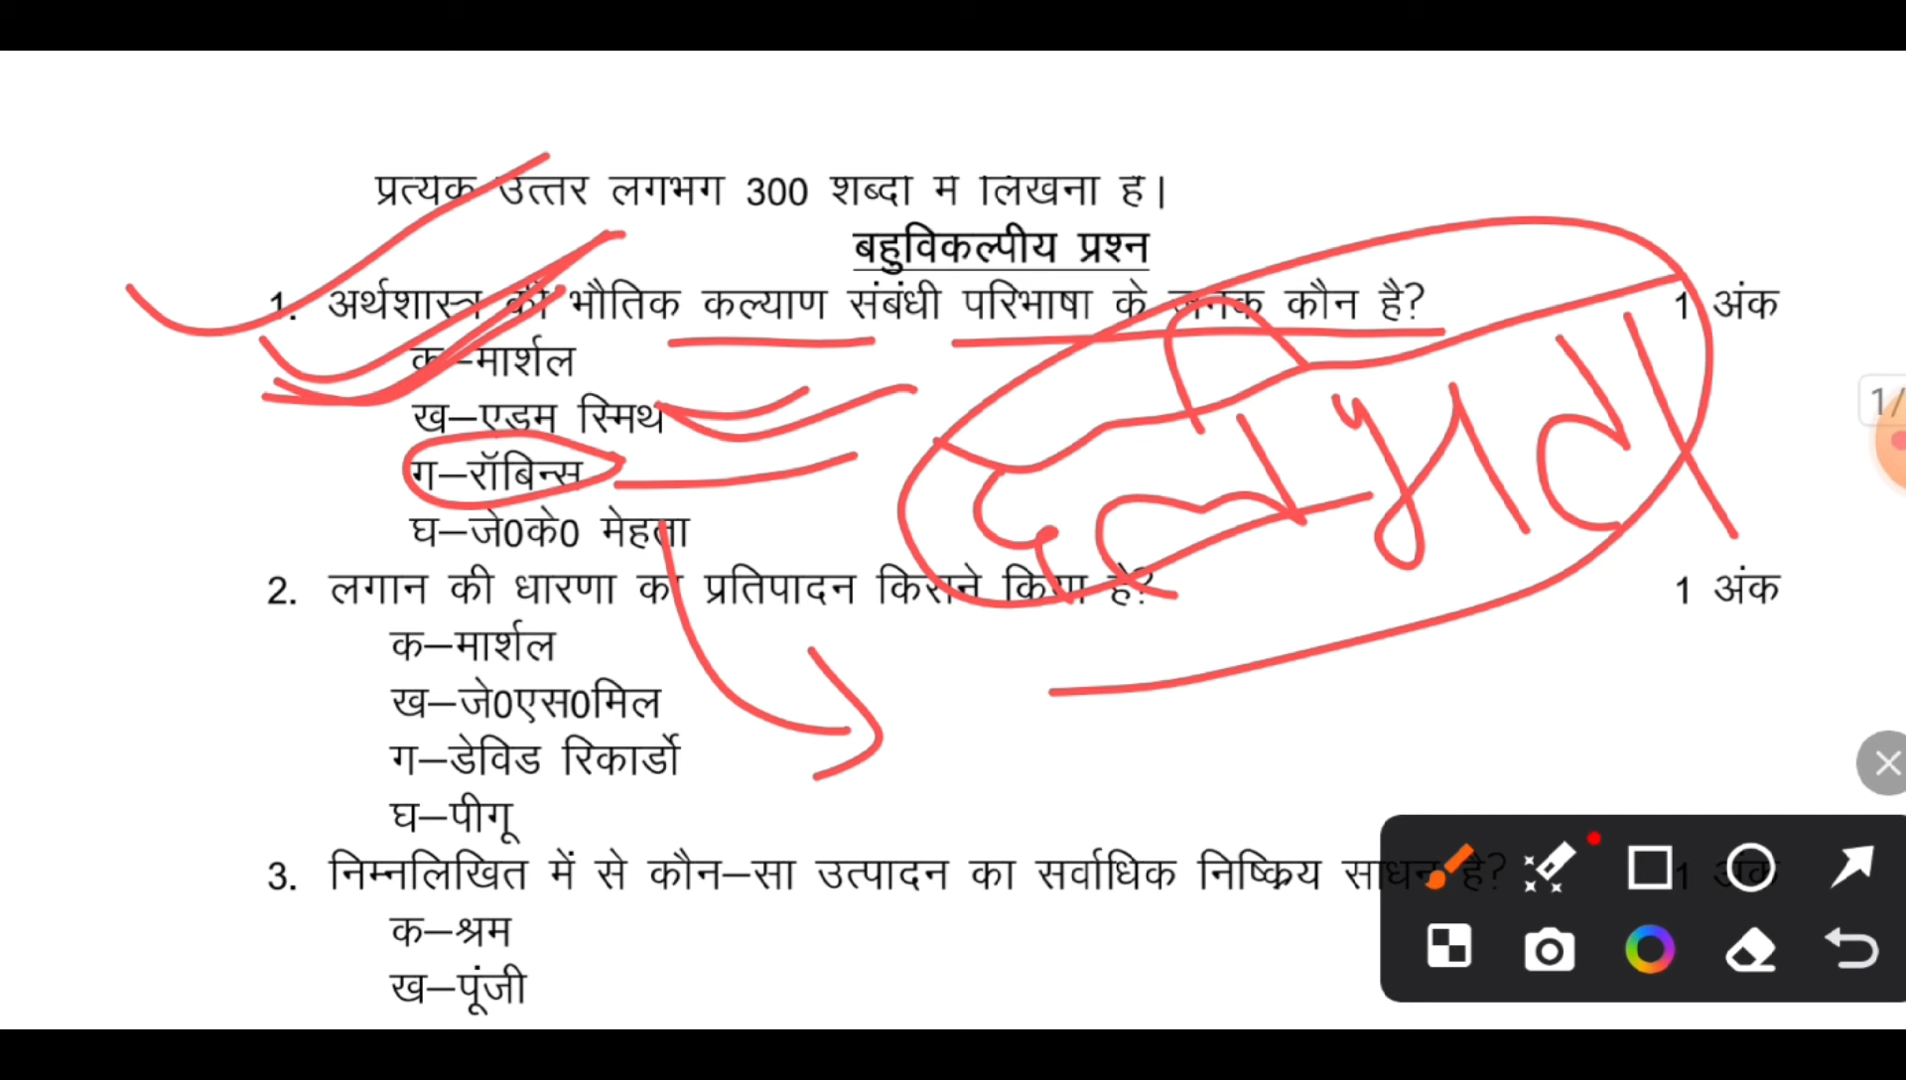 प्रत्येक उत्तर लगभग 300 शब्दों में लिखना है।
बहुविकल्पीय प्रश्न
1. अर्थशास्त्र की भौतिक कल्याण संबंधी परिभाषा के जनक कौन है? 1 अंक
क—मार्शल
ख—एडम स्मिथ
ग—रॉबिन्स
घ—जे0के0 मेहता
2. लगान की धारणा का प्रतिपादन किसने किया है? 1 अंक
क—मार्शल
ख—जे0एस0मिल
ग—डेविड रिकार्डो
घ—पीगू
3. निम्नलिखित में से कौन—सा उत्पादन का सर्वाधिक निष्क्रिय साधन है? 1 अंक
क—श्रम
ख—पूंजी
1/